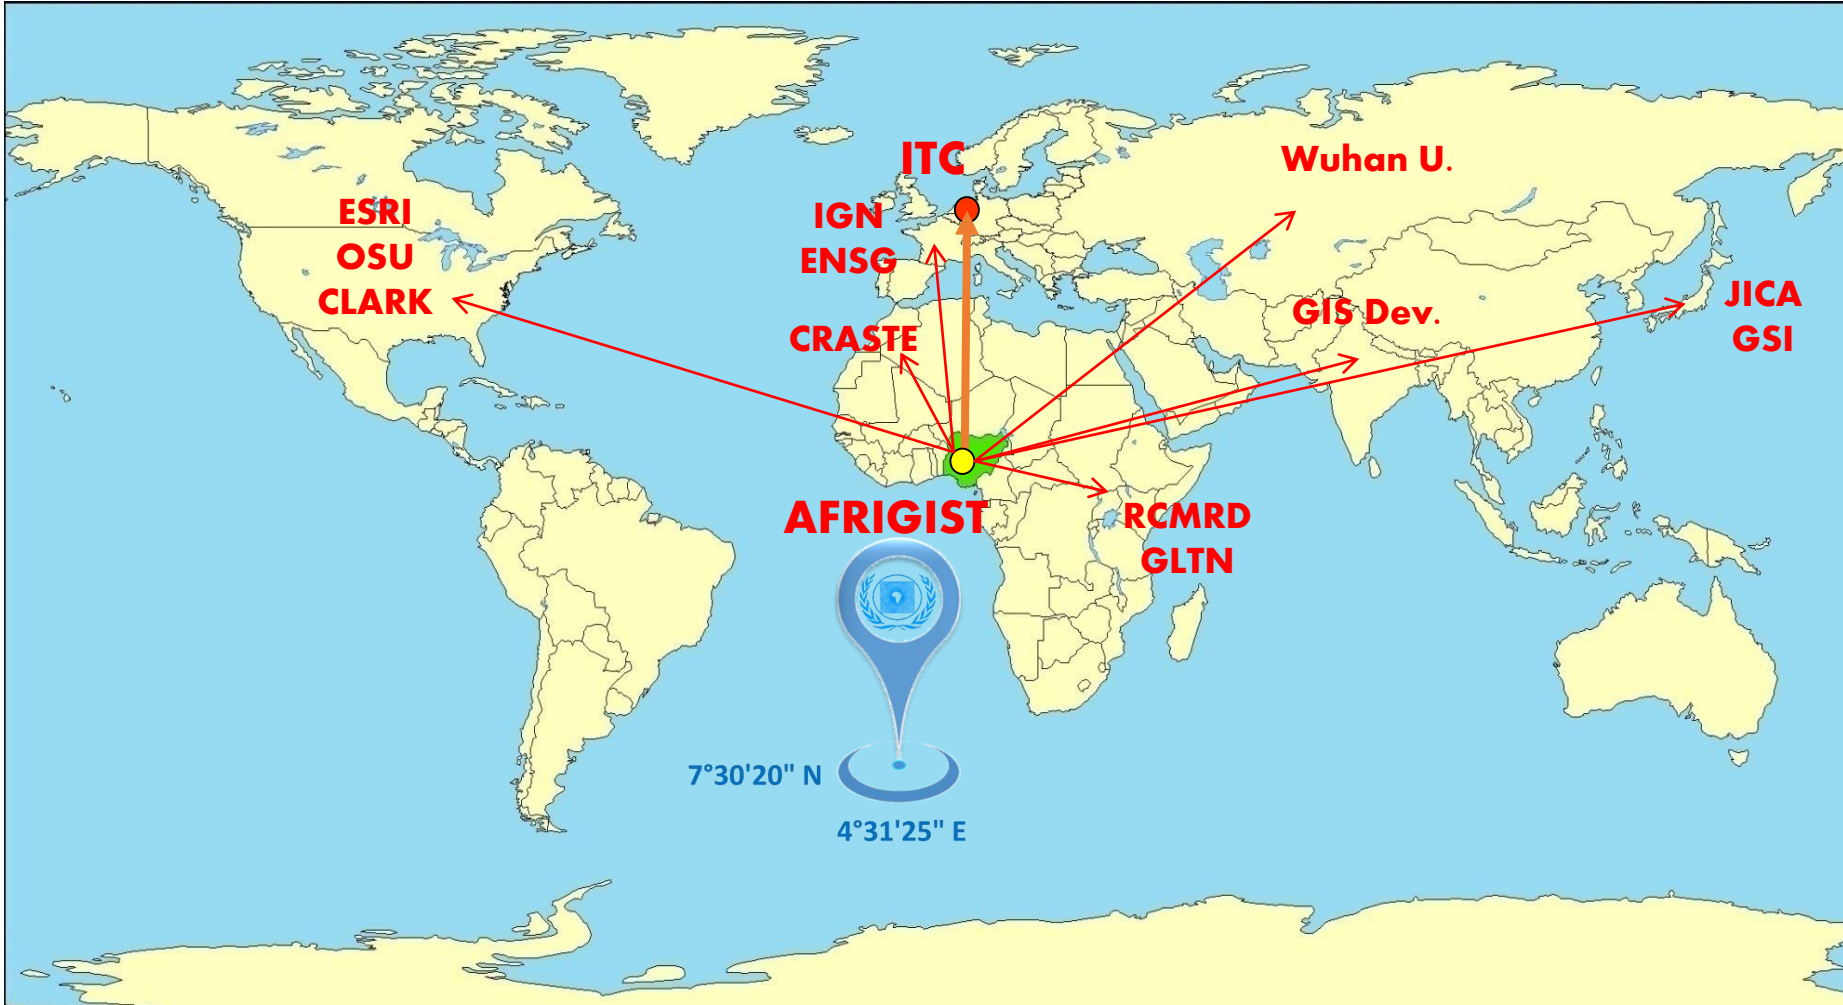 ITC
Wuhan U.
ESRI
OSU
CLARK
IGN
ENSG
CRASTE
GIS Dev.
JICA
GSI
AFRIGIST
RCMRD
GLTN
7°30'20" N
4°31'25" E